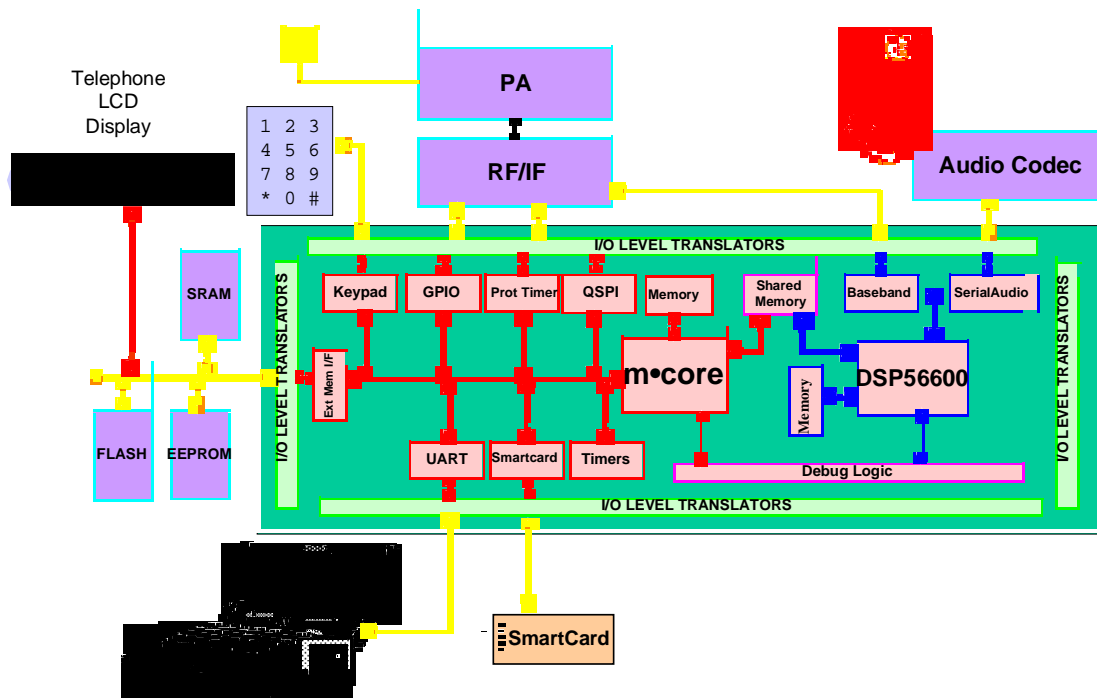 Telephone
LCD
Display
PA
1 2 3
4 5 6
7 8 9
* 0 #
RF/IF
Audio Codec
I/O LEVEL TRANSLATORS
SRAM
I/O LEVEL TRANSLATORS
Keypad
GPIO
Prot Timer
QSPI
Memory
Shared
Memory
Baseband
SerialAudio
I/O LEVEL TRANSLATORS
Ext Mem I/F
m•core
DSP56600
Memory
FLASH
EEPROM
UART
Smartcard
Timers
Debug Logic
I/O LEVEL TRANSLATORS
SmartCard